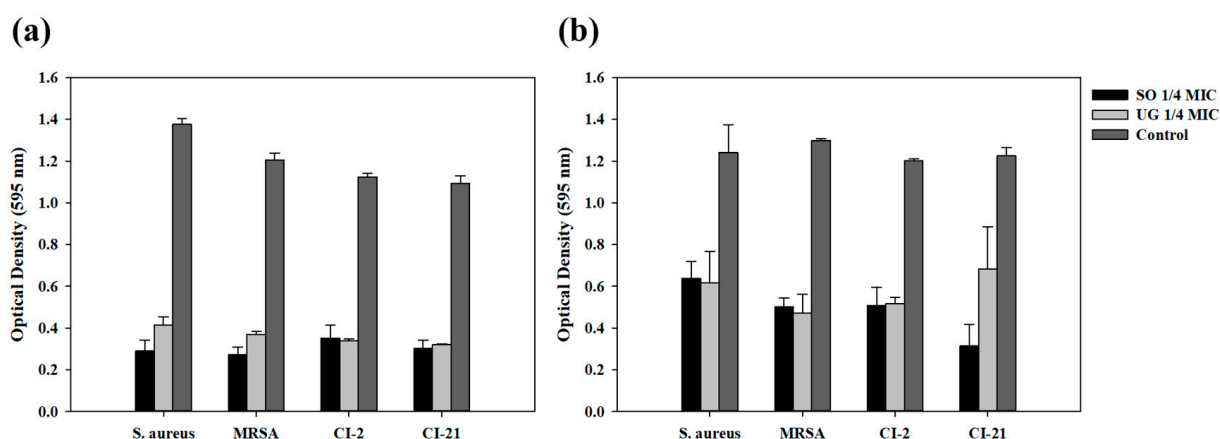 (a)
(b)
Optical Density (595 nm)
1.6
1.4
1.2
1.0
0.8
0.6
0.4
0.2
0.0
S. aureus MRSA CI-2 CI-21
Optical Density (595 nm)
1.6
1.4
1.2
1.0
0.8
0.6
0.4
0.2
0.0
S. aureus MRSA CI-2 CI-21
SO 1/4 MIC
UG 1/4 MIC
Control